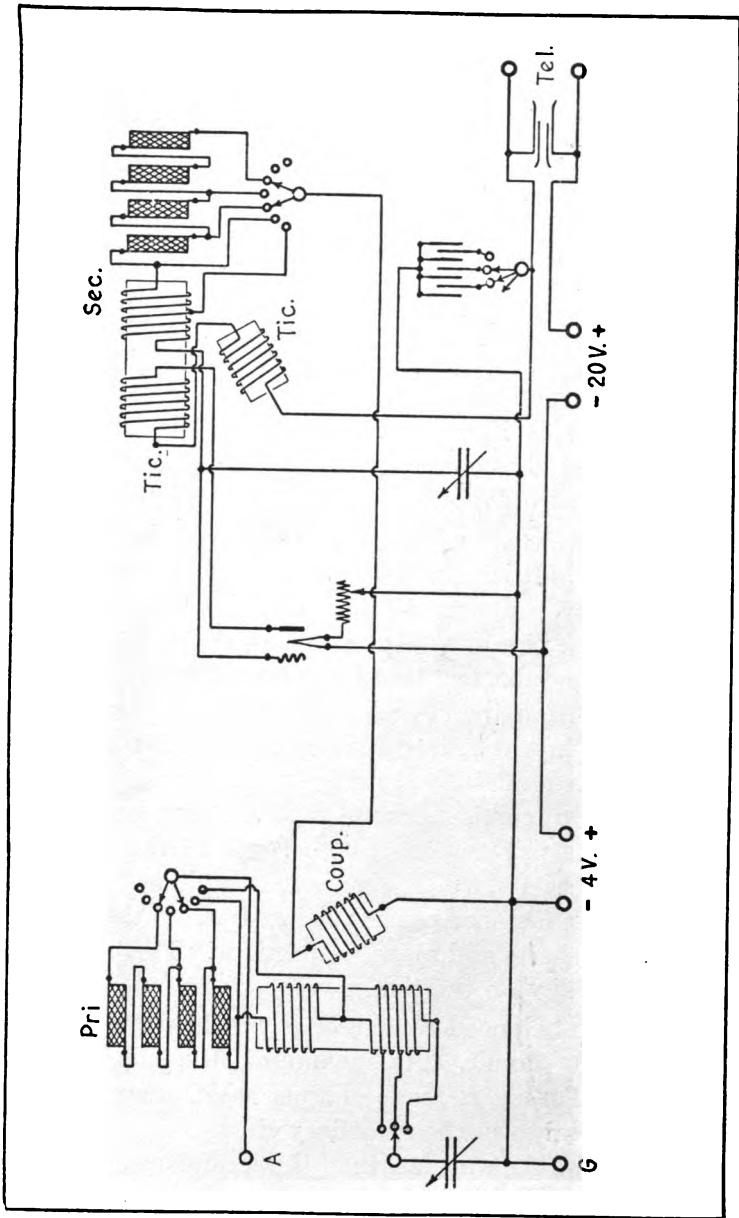 Pri
A
G
Coup.
- 4V. +
Sec.
Tic.
Tic.
- 20V. +
Tel.